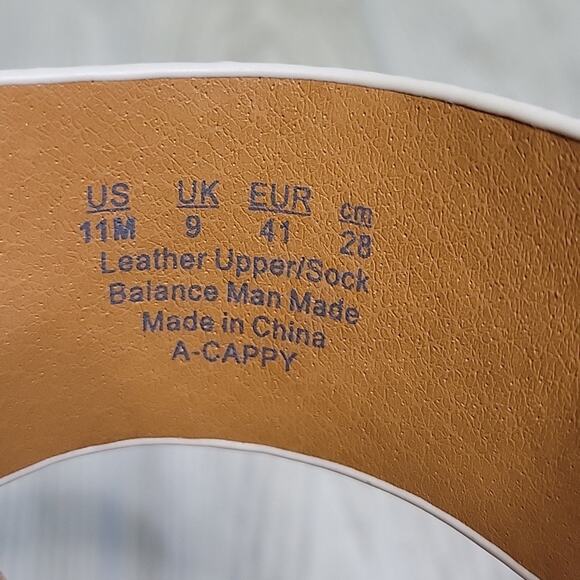 US UK EUR cm
11M 9 41 28
Leather Upper/Sock
Balance Man Made
Made in China
A-CAPPY